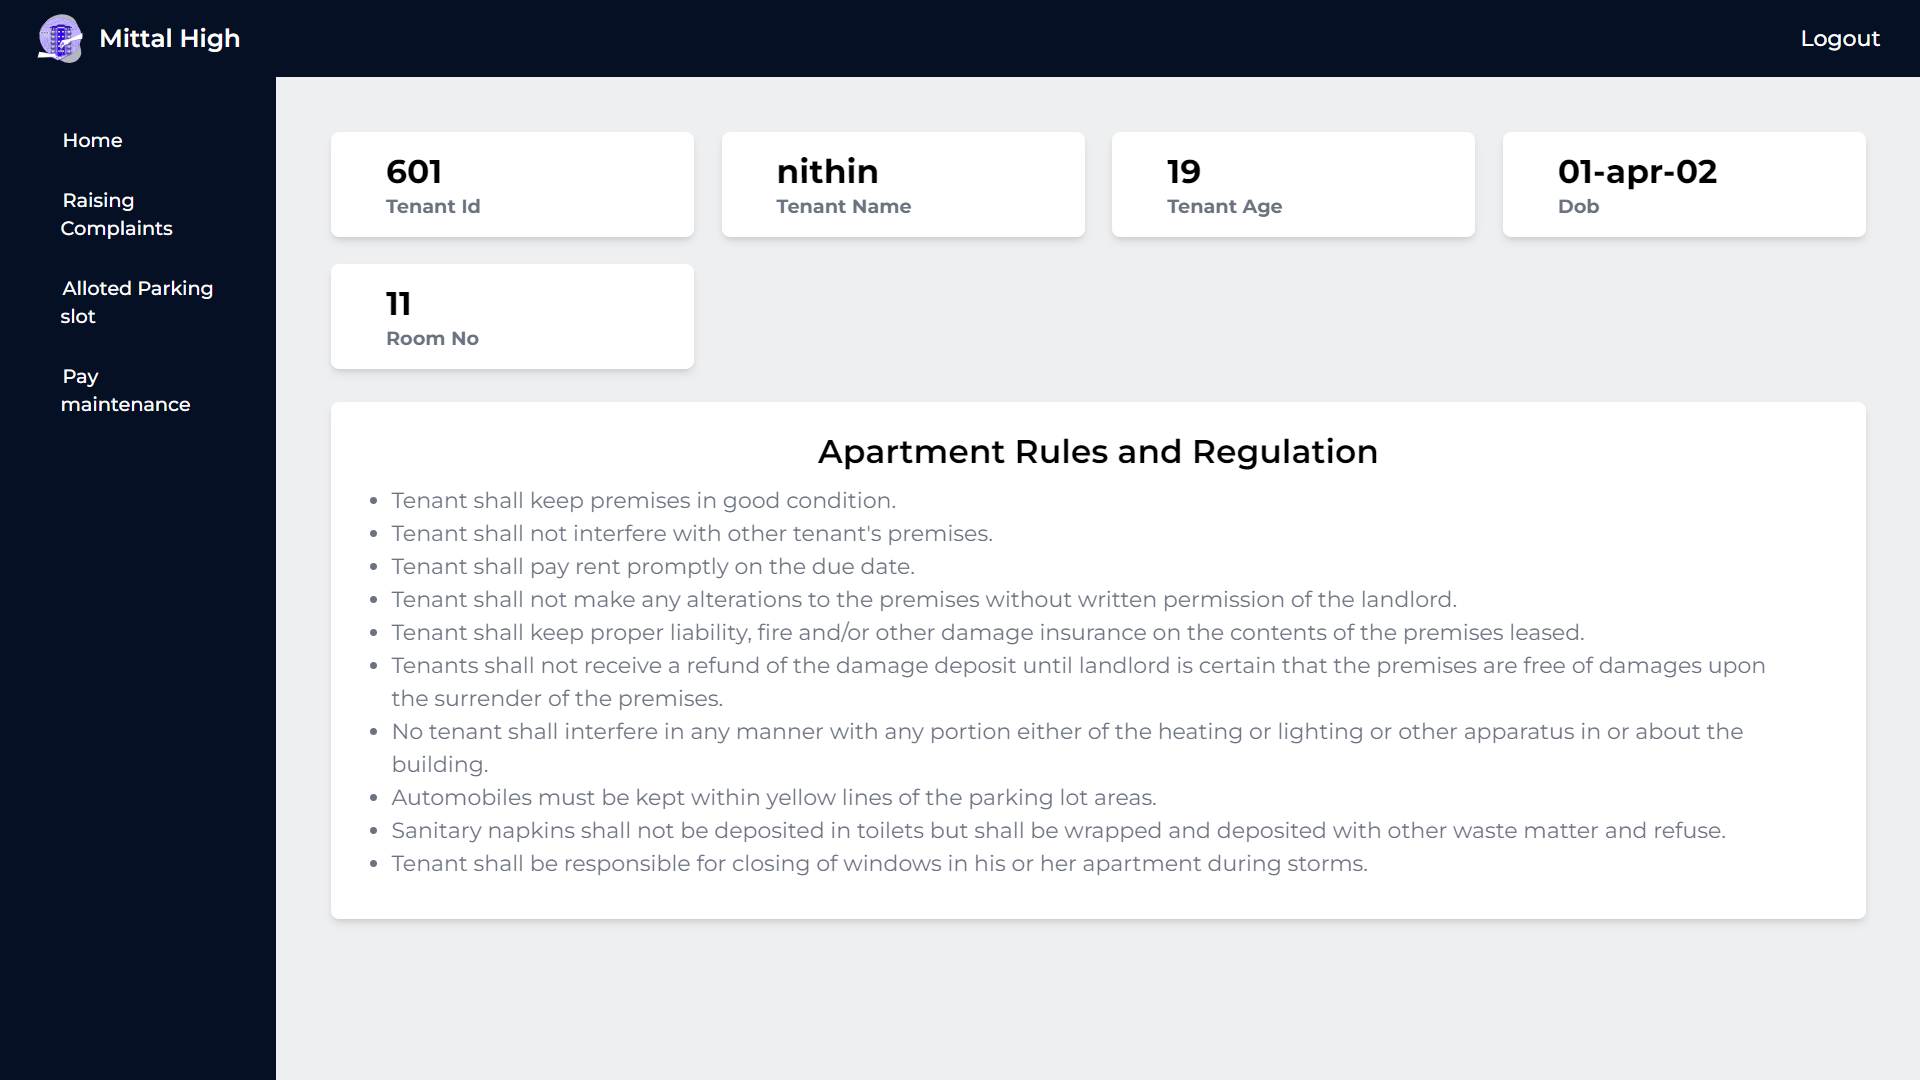 Mittal High
Logout
Home
Raising
Complaints
Alloted Parking
slot
Pay
maintenance
601
Tenant Id
nithin
Tenant Name
19
Tenant Age
01-apr-02
Dob
11
Room No
Apartment Rules and Regulation
• Tenant shall keep premises in good condition.
• Tenant shall not interfere with other tenant's premises.
• Tenant shall pay rent promptly on the due date.
• Tenant shall not make any alterations to the premises without written permission of the landlord.
• Tenant shall keep proper liability, fire and/or other damage insurance on the contents of the premises leased.
• Tenants shall not receive a refund of the damage deposit until landlord is certain that the premises are free of damages upon
the surrender of the premises.
• No tenant shall interfere in any manner with any portion either of the heating or lighting or other apparatus in or about the
building.
• Automobiles must be kept within yellow lines of the parking lot areas.
• Sanitary napkins shall not be deposited in toilets but shall be wrapped and deposited with other waste matter and refuse.
• Tenant shall be responsible for closing of windows in his or her apartment during storms.